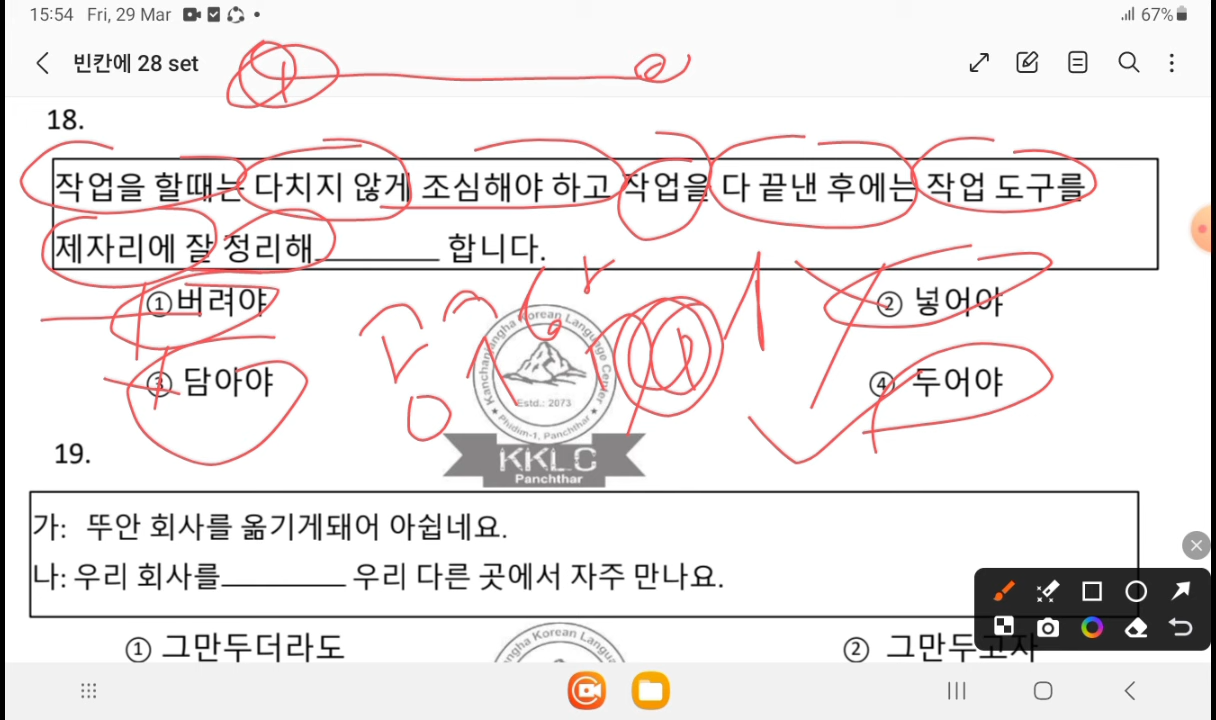 15:54 Fri, 29 Mar 67%
빈칸에 28 set
18.
작업을 할때는 다치지 않게 조심해야 하고 작업을 다 끝낸 후에는 작업 도구를
제자리에 잘 정리해________ 합니다.
①버려야 ② 넣어야
③ 담아야 ④ 두어야
Kanchanjangha Korean Language Center
Estd.: 2073
Phidim-1, Panchthar
KKLC
Panchthar
19.
가: 뚜안 회사를 옮기게돼어 아쉽네요.
나: 우리 회사를________ 우리 다른 곳에서 자주 만나요.
① 그만두더라도 ② 그만두고자